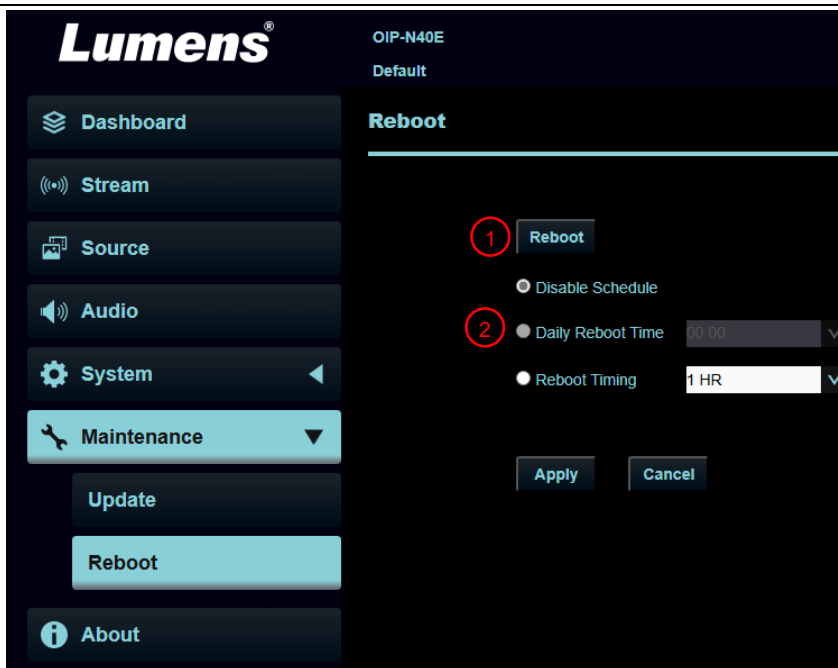 Lumens®
OIP-N40E
Default
Dashboard
Stream
Source
Audio
System
Maintenance
Update
Reboot
About
Reboot
1 Reboot
Disable Schedule
2 Daily Reboot Time 00:00
Reboot Timing 1 HR
Apply Cancel